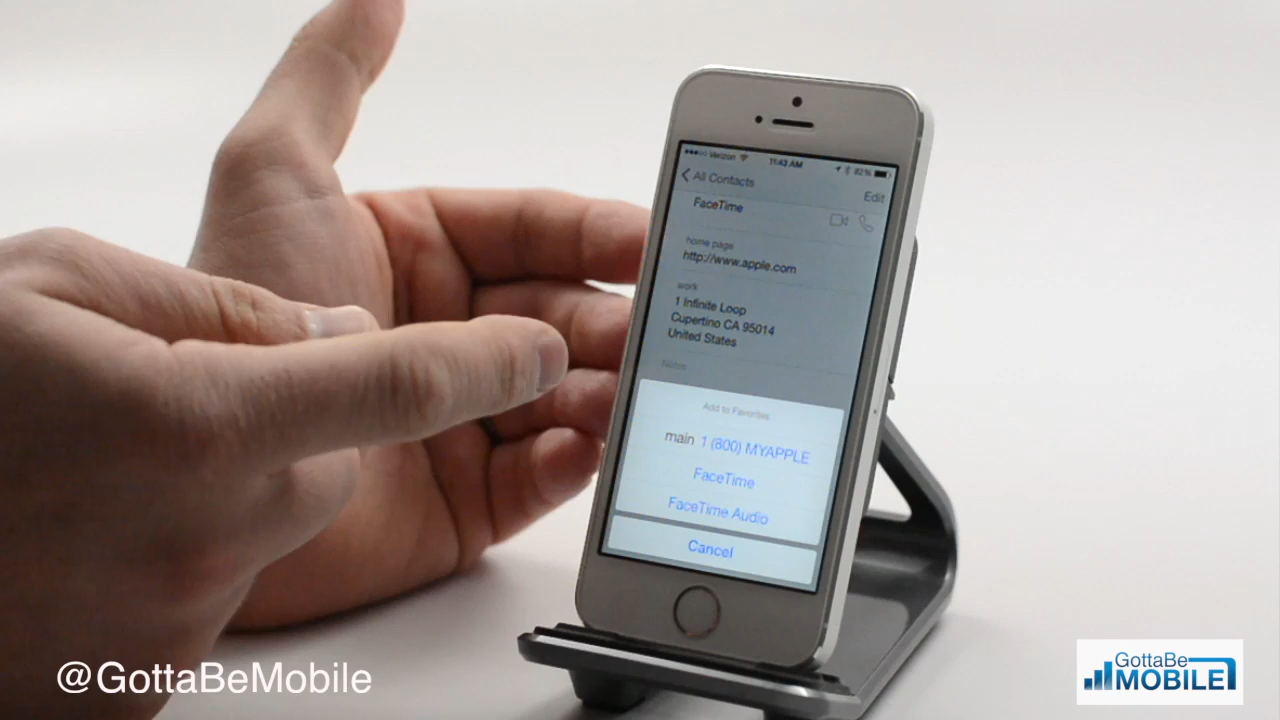 Verizon 11:43 AM 82%
All Contacts Edit
FaceTime
home page
http://www.apple.com
work
1 Infinite Loop
Cupertino CA 95014
United States
Notes
Add to Favorites
main 1 (800) MYAPPLE
FaceTime
FaceTime Audio
Cancel
@GottaBeMobile
GottaBe
MOBILE